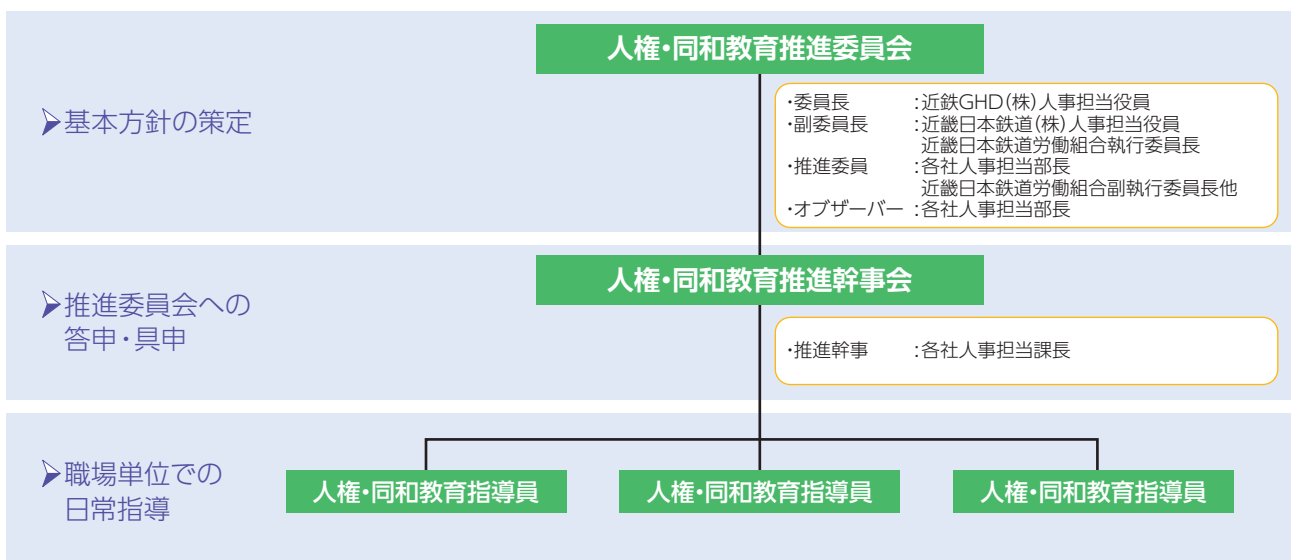 人権・同和教育推進委員会
➢基本方針の策定
・委員長　　　:近鉄GHD(株)人事担当役員
・副委員長　　:近畿日本鉄道(株)人事担当役員
近畿日本鉄道労働組合執行委員長
・推進委員　　:各社人事担当部長
近畿日本鉄道労働組合副執行委員長他
・オブザーバー :各社人事担当部長
人権・同和教育推進幹事会
➢推進委員会への
答申・具申
・推進幹事　　:各社人事担当課長
➢職場単位での
日常指導
人権・同和教育指導員
人権・同和教育指導員
人権・同和教育指導員